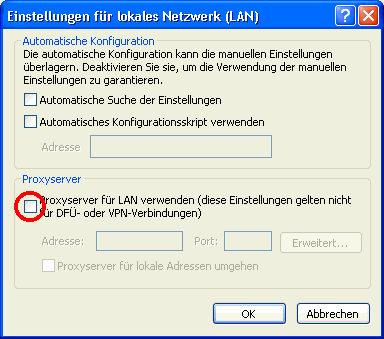 Einstellungen für lokales Netzwerk (LAN)
Automatische Konfiguration
Die automatische Konfiguration kann die manuellen Einstellungen
überlagern. Deaktivieren Sie sie, um die Verwendung der manuellen
Einstellungen zu garantieren.
Automatische Suche der Einstellungen
Automatisches Konfigurationsskript verwenden
Adresse
Proxyserver
Proxyserver für LAN verwenden (diese Einstellungen gelten nicht
für DFÜ- oder VPN-Verbindungen)
Adresse: Port: Erweitert...
Proxyserver für lokale Adressen umgehen
OK Abbrechen